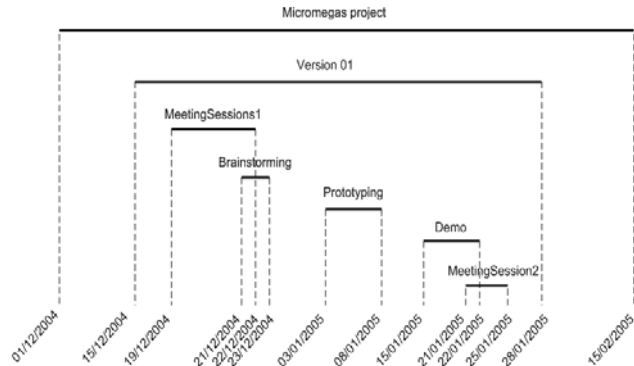 Micromegas project
Version 01
MeetingSessions1
Brainstorming
Prototyping
Demo
MeetingSession2
01/12/2004
15/12/2004
19/12/2004
21/12/2004
22/12/2004
23/12/2004
03/01/2005
08/01/2005
15/01/2005
21/01/2005
22/01/2005
25/01/2005
28/01/2005
15/02/2005